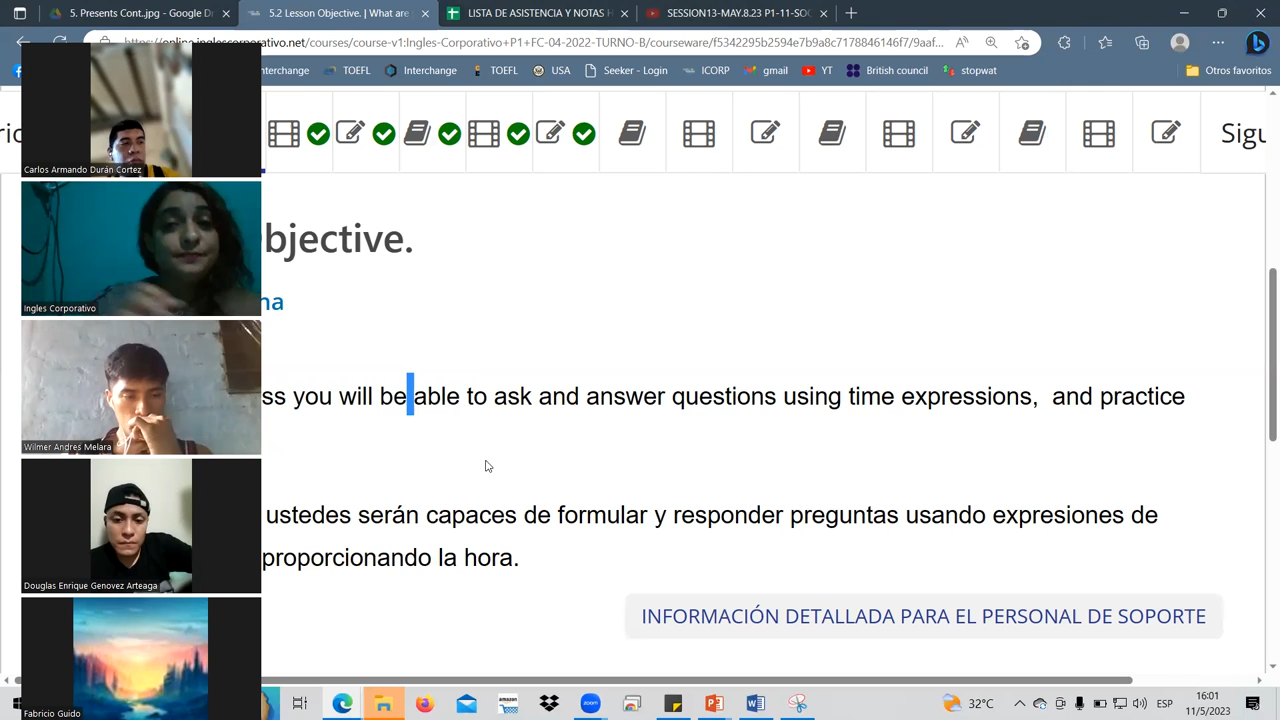 5. Presents Cont..jpg - Google Dr
5.2 Lesson Objective. | What are
LISTA DE ASISTENCIA Y NOTAS H
SESSION13-MAY.8.23 P1-11-SOC
https://online.inglescorporativo.net/courses/course-v1:Ingles-Corporativo+P1+FC-04-2022-TURNO-B/courseware/f5342295b2594e7b9a8c7178846146f7/9aaf...
Interchange
TOEFL
Interchange
TOEFL
USA
Seeker - Login
ICORP
gmail
YT
British council
stopwat
Otros favoritos
Sigu
bjective.
na
ss you will be able to ask and answer questions using time expressions, and practice
ustedes serán capaces de formular y responder preguntas usando expresiones de
proporcionando la hora.
INFORMACIÓN DETALLADA PARA EL PERSONAL DE SOPORTE
Carlos Armando Durán Cortez
Ingles Corporativo
Wilmer Andres Melara
Douglas Enrique Genovez Arteaga
Fabricio Guido
amazon
zoom
32°C
ESP
16:01
11/5/2023